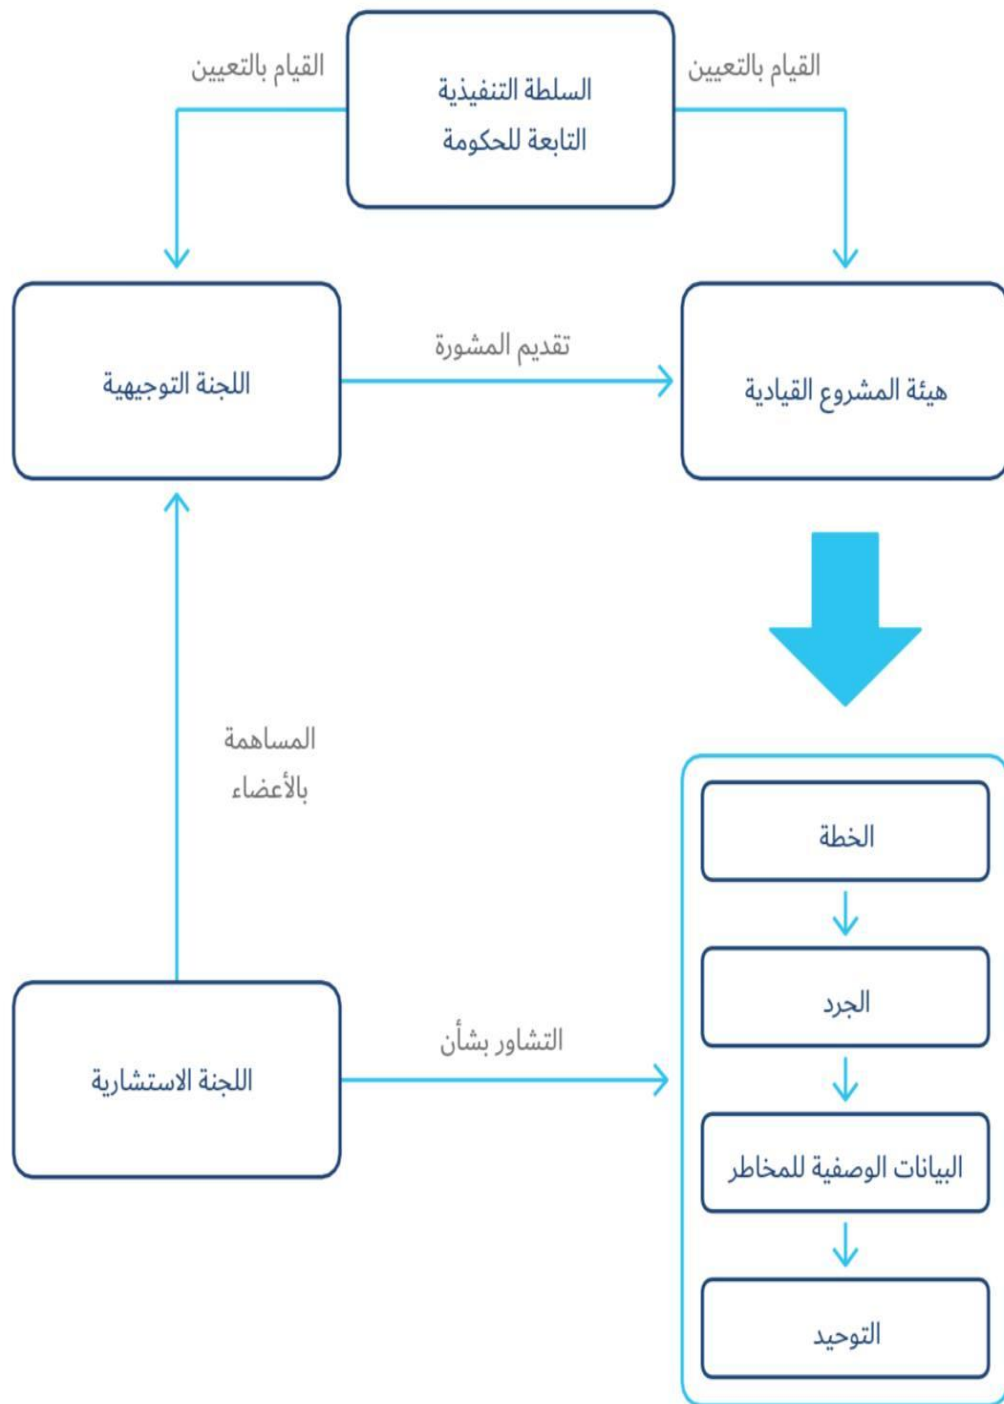 القيام بالتعيين
السلطة التنفيذية
التابعة للحكومة
القيام بالتعيين
هيئة المشروع القيادية
تقديم المشورة
اللجنة التوجيهية
المساهمة
بالأعضاء
الخطة
الجرد
التشاور بشأن
اللجنة الاستشارية
البيانات الوصفية للمخاطر
التوحيد